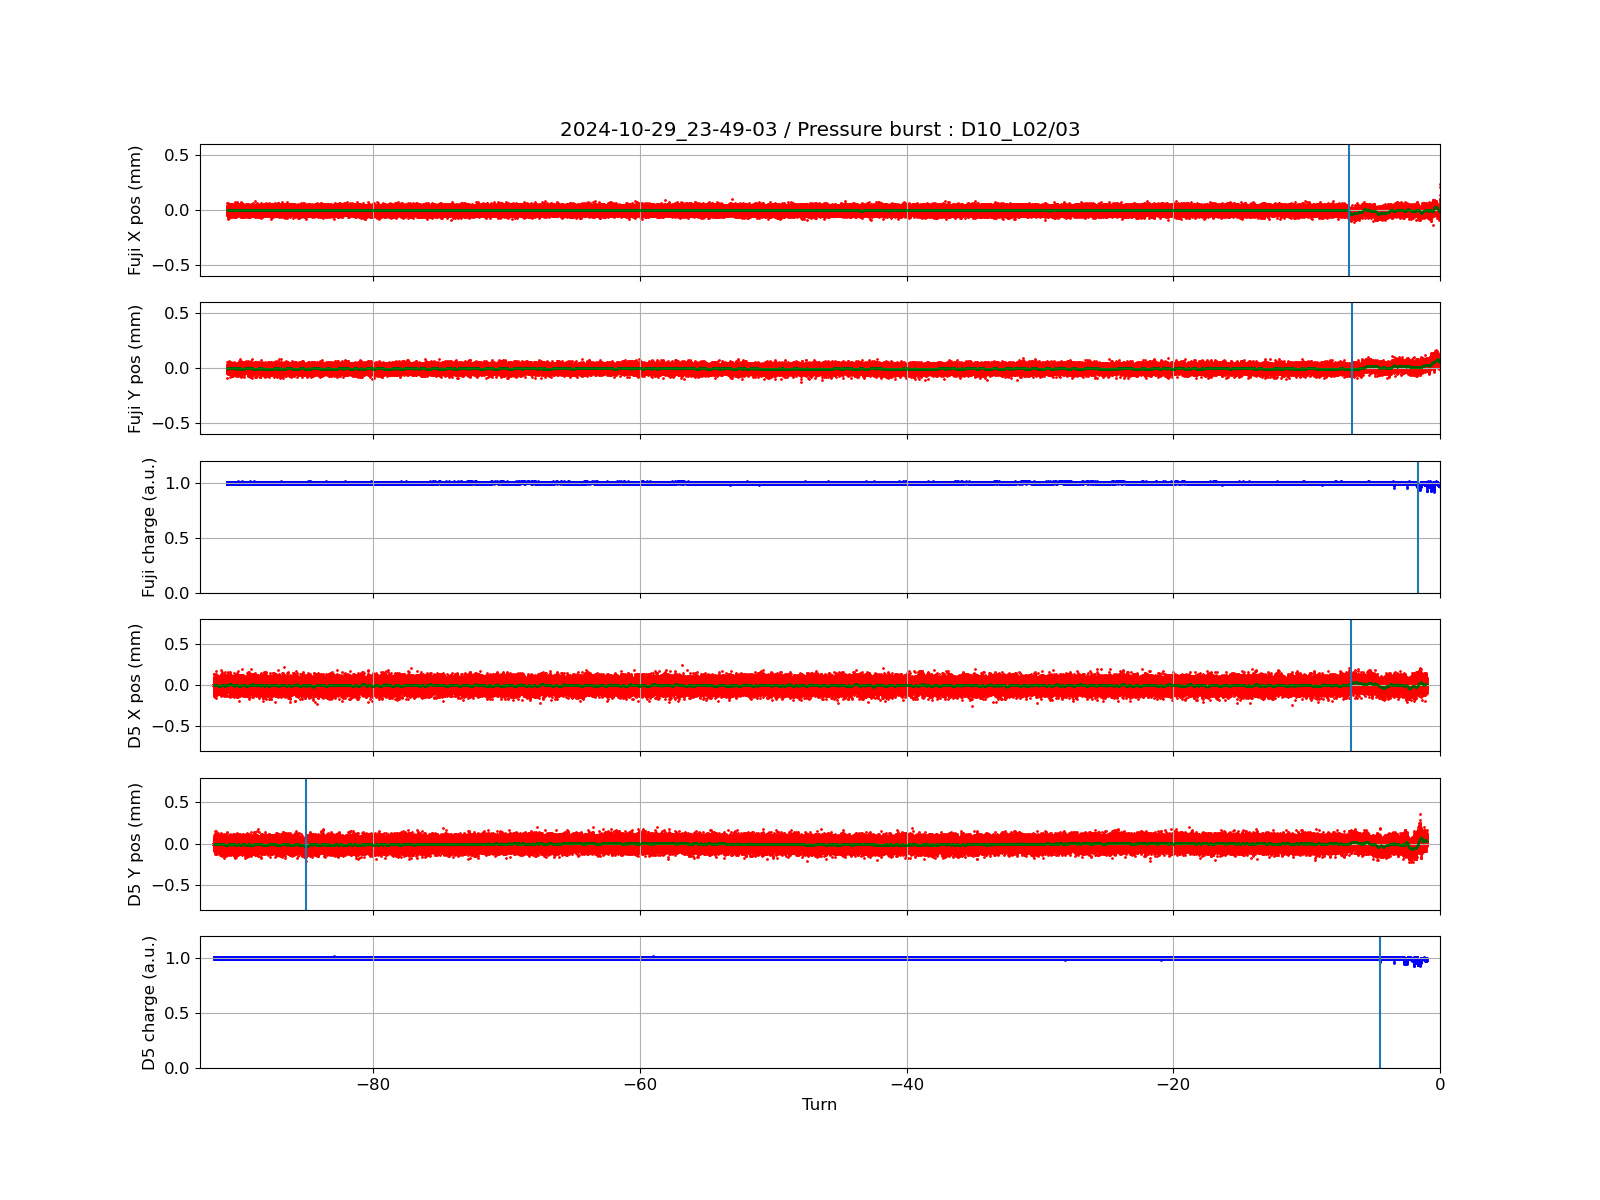 2024-10-29_23-49-03 / Pressure burst : D10_L02/03
Fuji X pos (mm)
0.5
0.0
−0.5
Fuji Y pos (mm)
0.5
0.0
−0.5
Fuji charge (a.u.)
1.0
0.5
0.0
D5 X pos (mm)
0.5
0.0
−0.5
D5 Y pos (mm)
0.5
0.0
−0.5
D5 charge (a.u.)
1.0
0.5
0.0
−80 −60 −40 −20 0
Turn